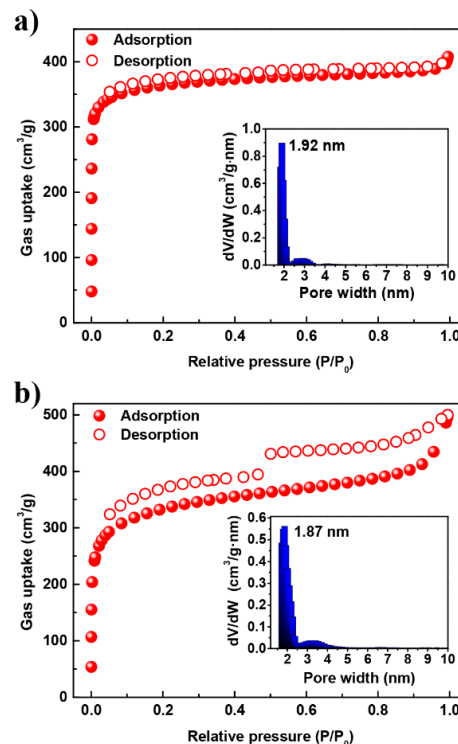 a)
Adsorption
Desorption
Gas uptake (cm³/g)
400
300
200
100
0
0.0 0.2 0.4 0.6 0.8 1.0
Relative pressure (P/P₀)
1.92 nm
dV/dW (cm³/g·nm)
1.0
0.8
0.6
0.4
0.2
0.0
2 3 4 5 6 7 8 9 10
Pore width (nm)
b)
Adsorption
Desorption
Gas uptake (cm³/g)
500
400
300
200
100
0
0.0 0.2 0.4 0.6 0.8 1.0
Relative pressure (P/P₀)
1.87 nm
dV/dW (cm³/g·nm)
0.6
0.5
0.4
0.3
0.2
0.1
0.0
2 3 4 5 6 7 8 9 10
Pore width (nm)